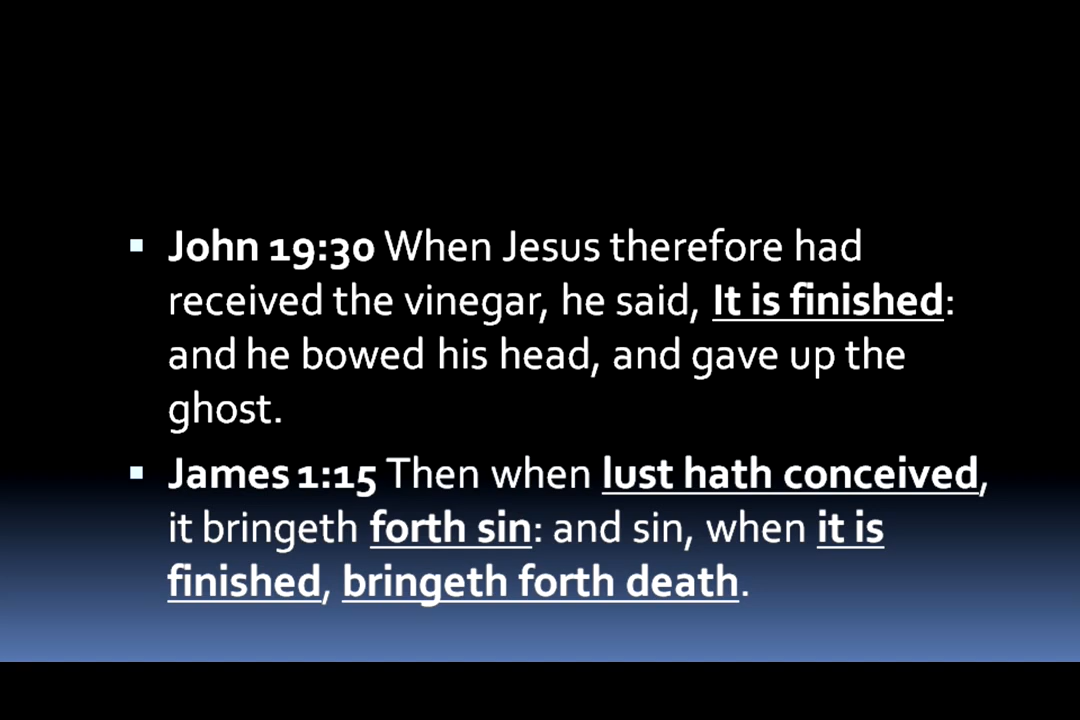 John 19:30 When Jesus therefore had
received the vinegar, he said, It is finished:
and he bowed his head, and gave up the
ghost.
James 1:15 Then when lust hath conceived,
it bringeth forth sin: and sin, when it is
finished, bringeth forth death.